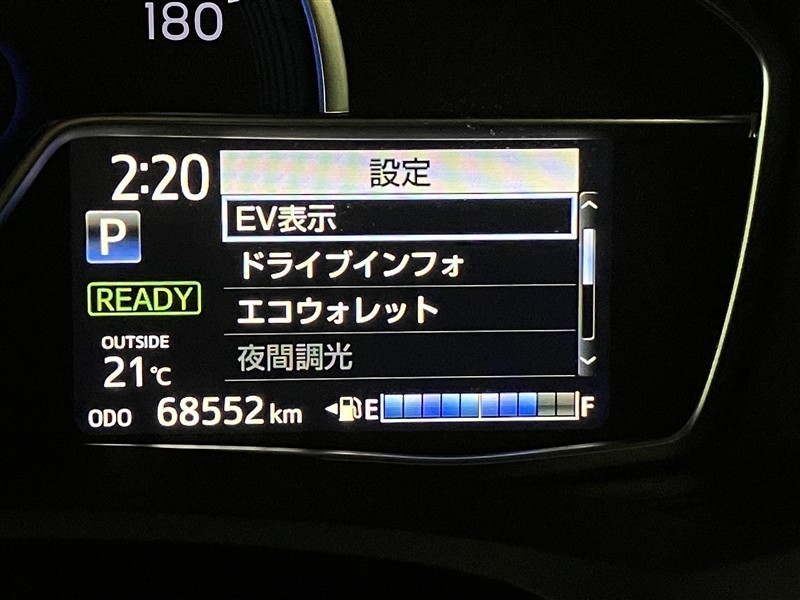 180
2:20
設定
P
EV表示
ドライブインフォ
READY
エコウォレット
OUTSIDE
21℃
夜間調光
ODO 68552 km E F